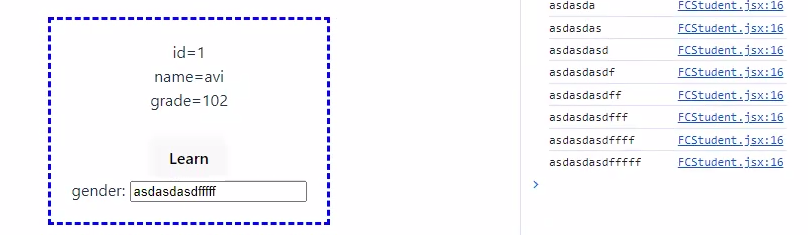 id=1
name=avi
grade=102
Learn
gender: asdasdasdfffff
asdasda FCStudent.jsx:16
asdasdas FCStudent.jsx:16
asdasdasd FCStudent.jsx:16
asdasdasdf FCStudent.jsx:16
asdasdasdff FCStudent.jsx:16
asdasdasdfff FCStudent.jsx:16
asdasdasdffff FCStudent.jsx:16
asdasdasdfffff FCStudent.jsx:16
>